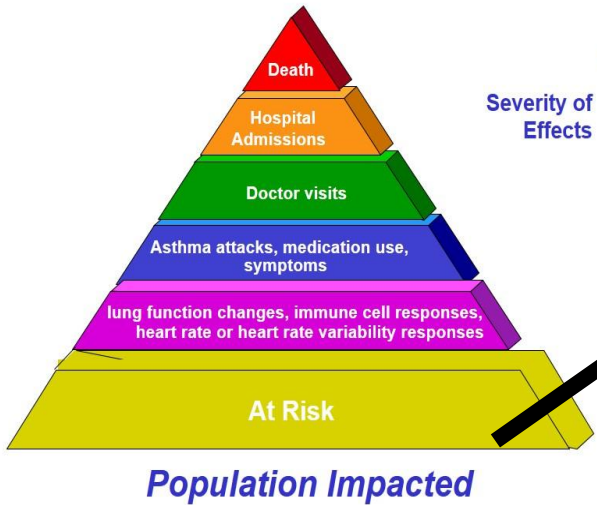 Death
Severity of
Effects
Hospital
Admissions
Doctor visits
Asthma attacks, medication use,
symptoms
lung function changes, immune cell responses,
heart rate or heart rate variability responses
At Risk
Population Impacted